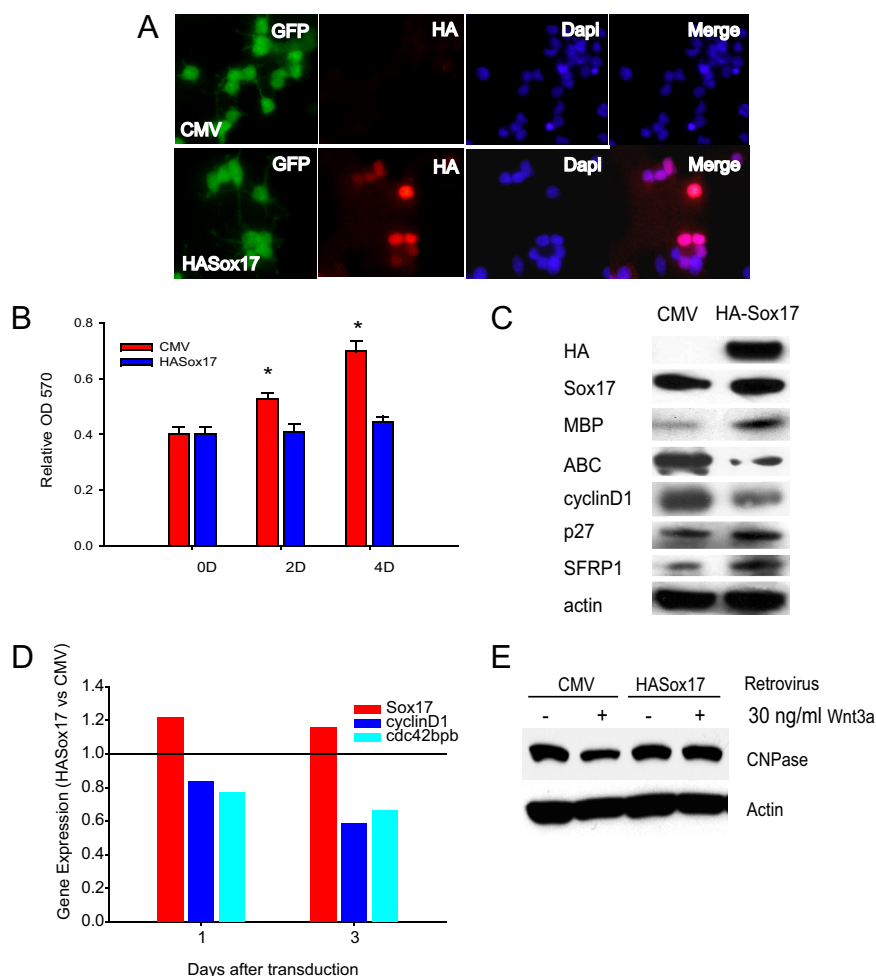 A
GFP
HA
Dapi
Merge
CMV
GFP
HA
Dapi
Merge
HASox17
B
0.8
0.6
0.4
0.2
0.0
Relative OD 570
CMV
HASox17
*
*
0D
2D
4D
C
CMV
HA-Sox17
HA
Sox17
MBP
ABC
cyclinD1
p27
SFRP1
actin
D
Gene Expression (HASox17 vs CMV)
1.4
1.2
1.0
0.8
0.6
0.4
0.2
0.0
Sox17
cyclinD1
cdc42bpb
1
3
Days after transduction
E
CMV
HASox17
Retrovirus
- + - +
30 ng/ml Wnt3a
CNPase
Actin